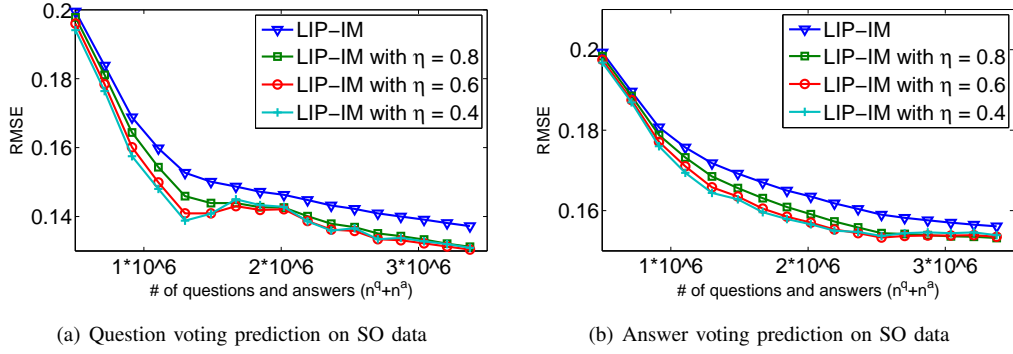 0.2
0.18
0.16
0.14
RMSE
LIP-IM
LIP-IM with η = 0.8
LIP-IM with η = 0.6
LIP-IM with η = 0.4
1*10^6
2*10^6
3*10^6
# of questions and answers (n^q+n^a)
(a) Question voting prediction on SO data
0.2
0.18
0.16
RMSE
LIP-IM
LIP-IM with η = 0.8
LIP-IM with η = 0.6
LIP-IM with η = 0.4
1*10^6
2*10^6
3*10^6
# of questions and answers (n^q+n^a)
(b) Answer voting prediction on SO data